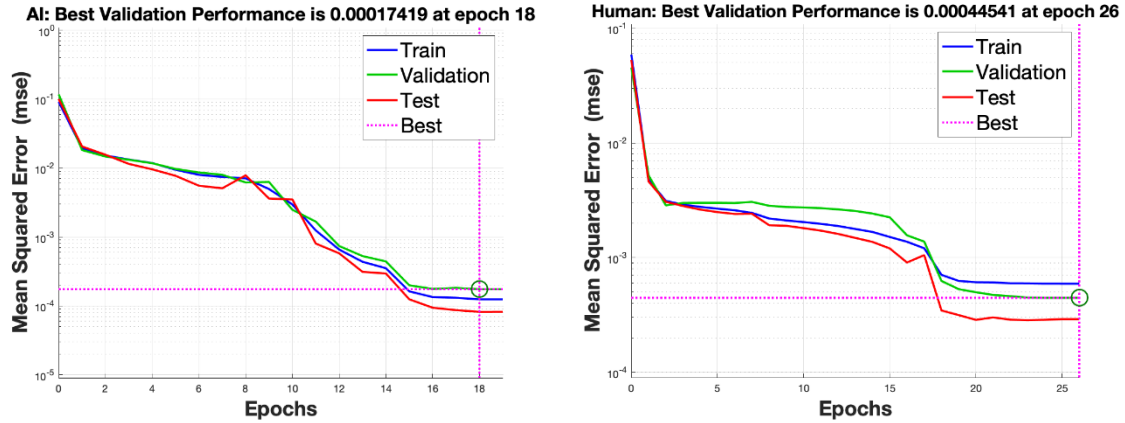 AI: Best Validation Performance is 0.00017419 at epoch 18
10⁰
10⁻¹
10⁻²
10⁻³
10⁻⁴
10⁻⁵
Mean Squared Error (mse)
Train
Validation
Test
Best
0 2 4 6 8 10 12 14 16 18
Epochs
Human: Best Validation Performance is 0.00044541 at epoch 26
10⁻¹
10⁻²
10⁻³
10⁻⁴
Mean Squared Error (mse)
Train
Validation
Test
Best
0 5 10 15 20 25
Epochs